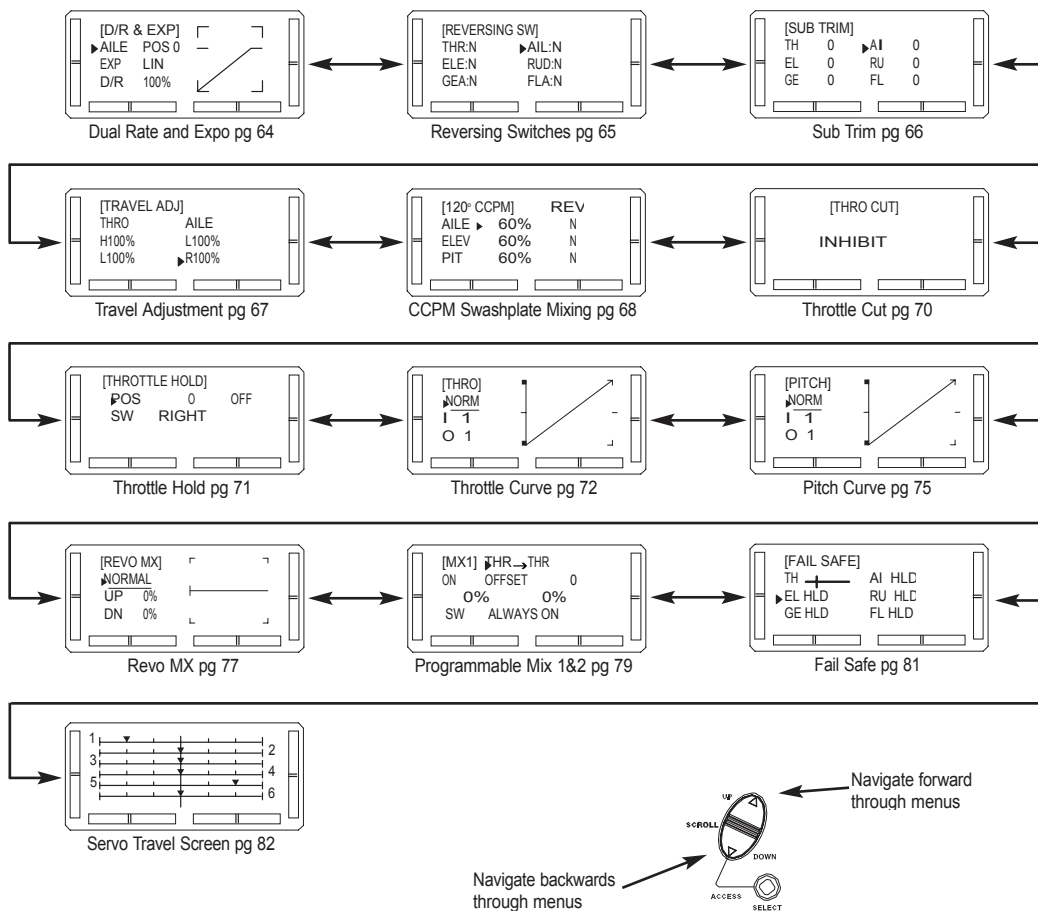 [D/R & EXP]
AILE POS 0
EXP LIN
D/R 100%
Dual Rate and Expo pg 64
[REVERSING SW]
THR:N AIL:N
ELE:N RUD:N
GEA:N FLA:N
Reversing Switches pg 65
[SUB TRIM]
TH 0 AI 0
EL 0 RU 0
GE 0 FL 0
Sub Trim pg 66
[TRAVEL ADJ]
THRO AILE
H100% L100%
L100% R100%
Travel Adjustment pg 67
[120° CCPM] REV
AILE 60% N
ELEV 60% N
PIT 60% N
CCPM Swashplate Mixing pg 68
[THRO CUT]
INHIBIT
Throttle Cut pg 70
[THROTTLE HOLD]
POS 0 OFF
SW RIGHT
Throttle Hold pg 71
[THRO]
NORM
I 1
O 1
Throttle Curve pg 72
[PITCH]
NORM
I 1
O 1
Pitch Curve pg 75
[REVO MX]
NORMAL
UP 0%
DN 0%
Revo MX pg 77
[MX1] THR→THR
ON OFFSET 0
0% 0%
SW ALWAYS ON
Programmable Mix 1&2 pg 79
[FAIL SAFE]
TH AI HLD
EL HLD RU HLD
GE HLD FL HLD
Fail Safe pg 81
1
2
3
4
5
6
Servo Travel Screen pg 82
Navigate forward
through menus
UP
SCROLL
DOWN
ACCESS
SELECT
Navigate backwards
through menus